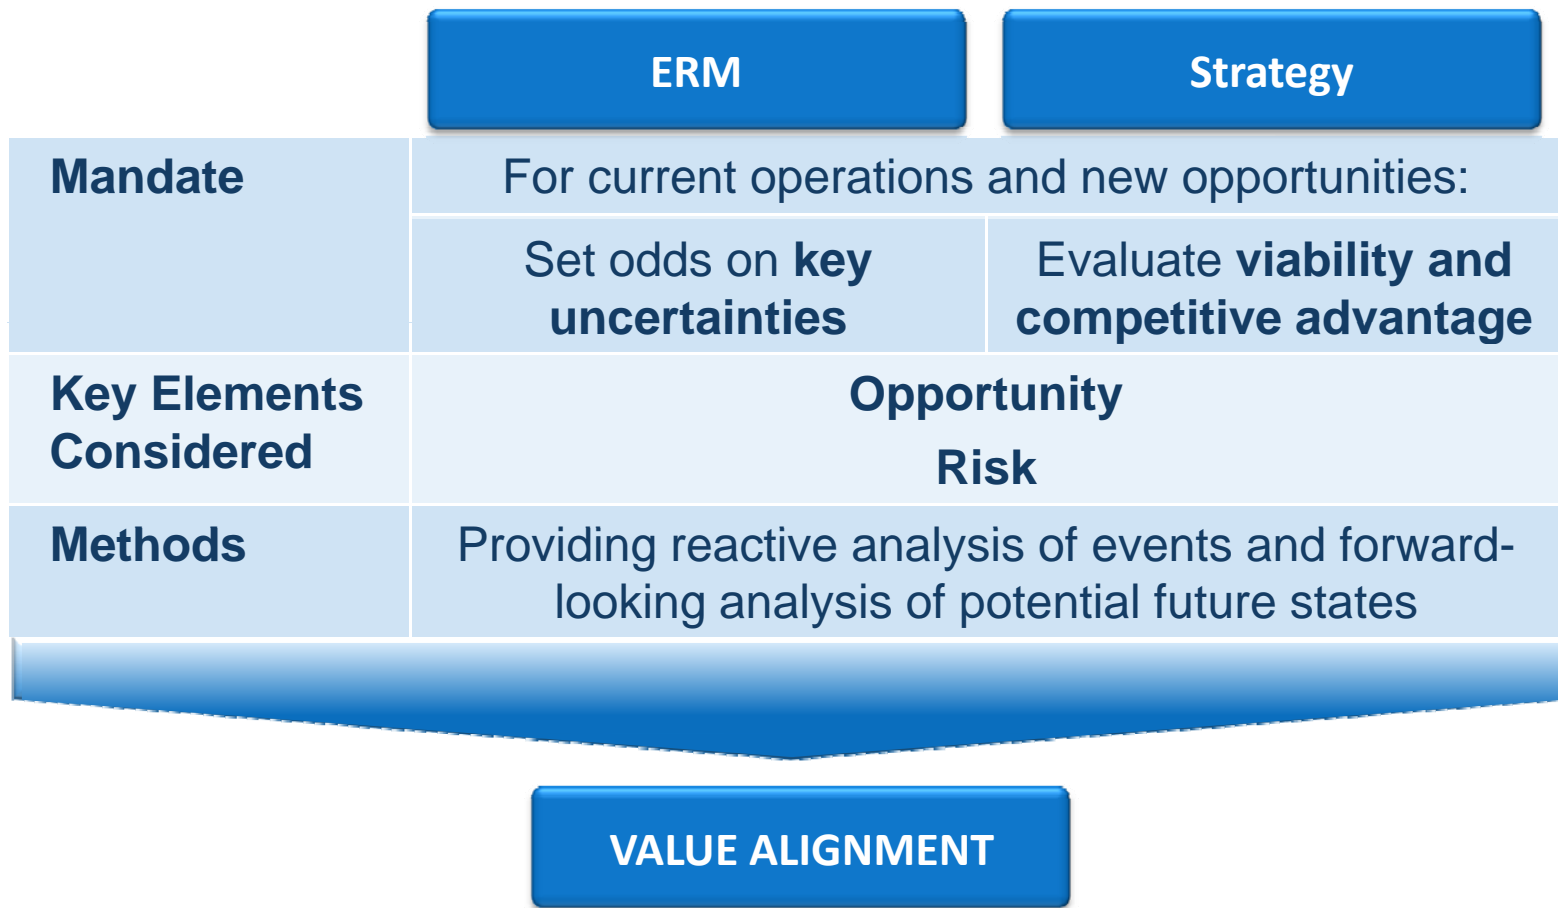 ERM
Strategy
Mandate
For current operations and new opportunities:
Set odds on key
uncertainties
Evaluate viability and
competitive advantage
Key Elements
Considered
Opportunity
Risk
Methods
Providing reactive analysis of events and forward-
looking analysis of potential future states
VALUE ALIGNMENT